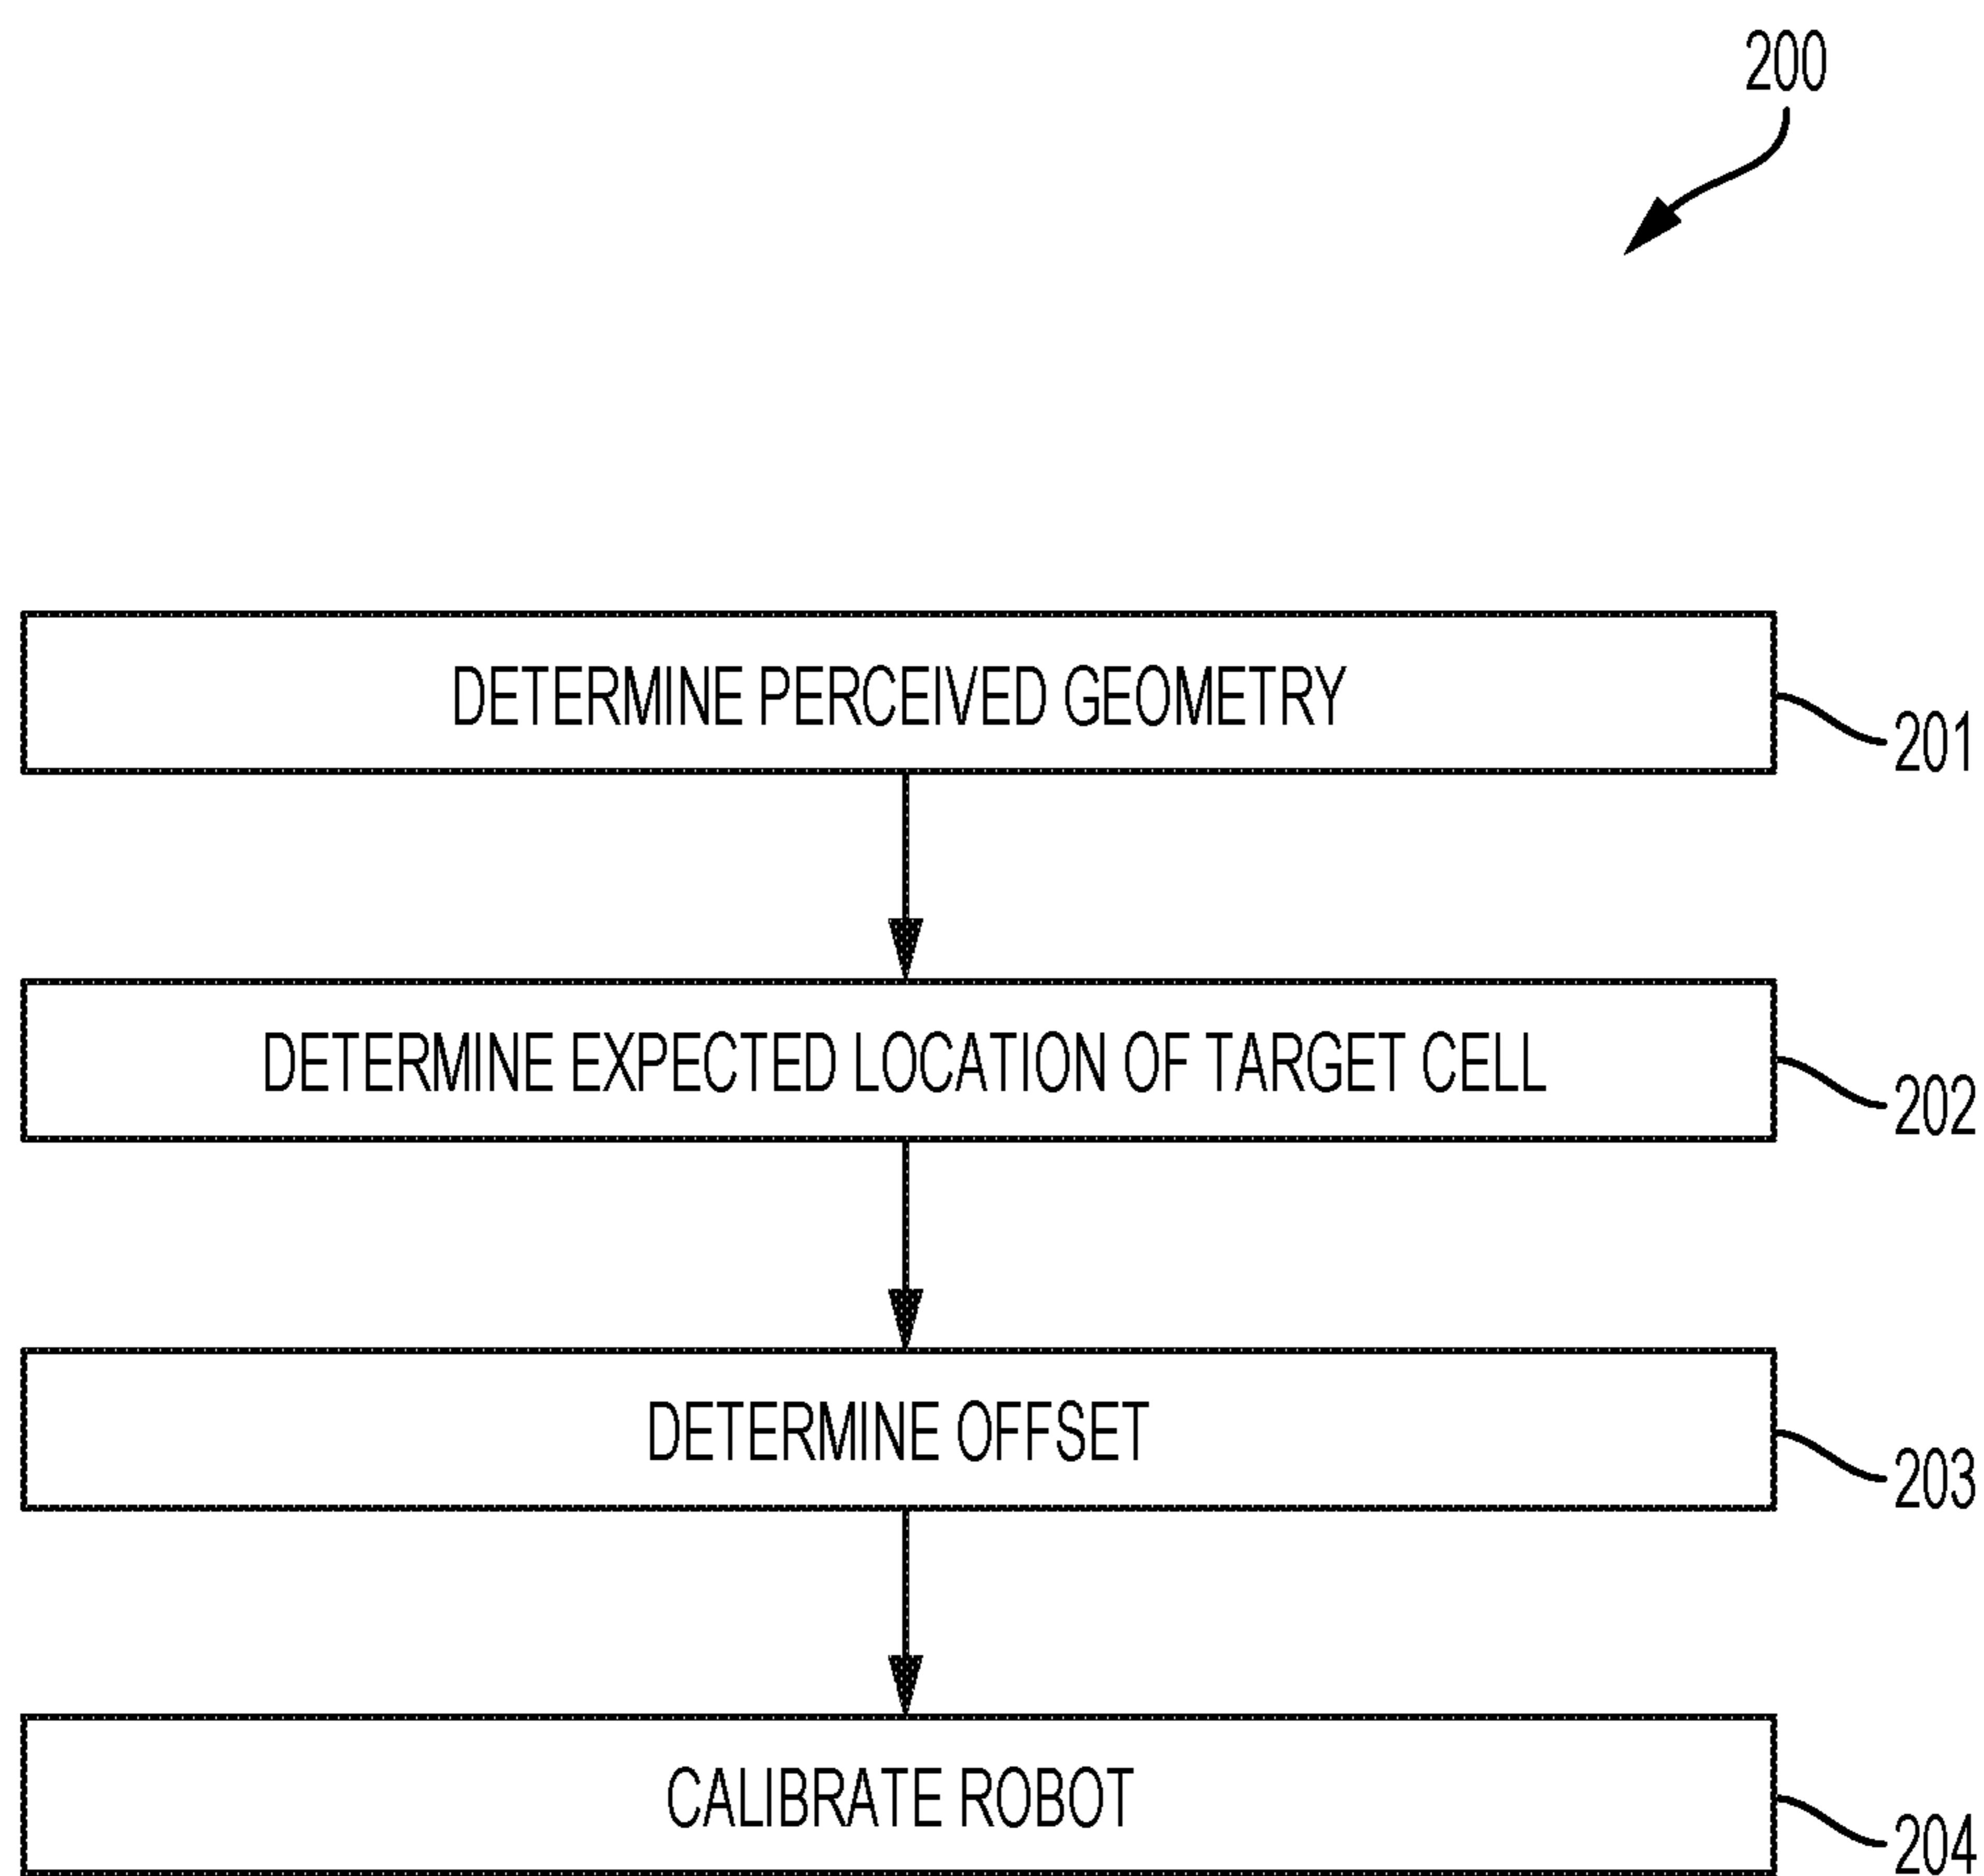 200
DETERMINE PERCEIVED GEOMETRY
201
DETERMINE EXPECTED LOCATION OF TARGET CELL
202
DETERMINE OFFSET
203
CALIBRATE ROBOT
204